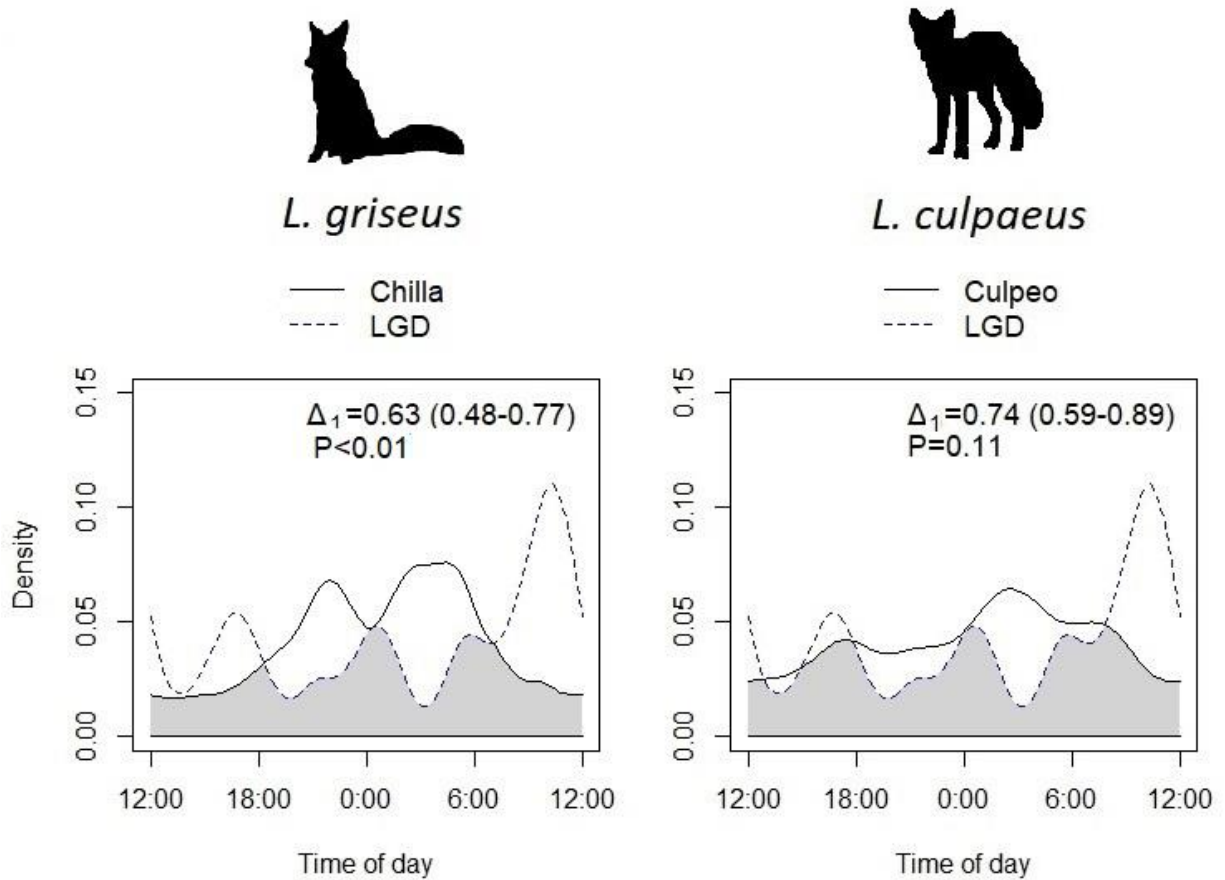 L. griseus
Chilla
LGD
Δ1=0.63 (0.48-0.77)
P<0.01
Density
0.15
0.10
0.05
0.00
12:00 18:00 0:00 6:00 12:00
Time of day
L. culpaeus
Culpeo
LGD
Δ1=0.74 (0.59-0.89)
P=0.11
0.15
0.10
0.05
0.00
12:00 18:00 0:00 6:00 12:00
Time of day